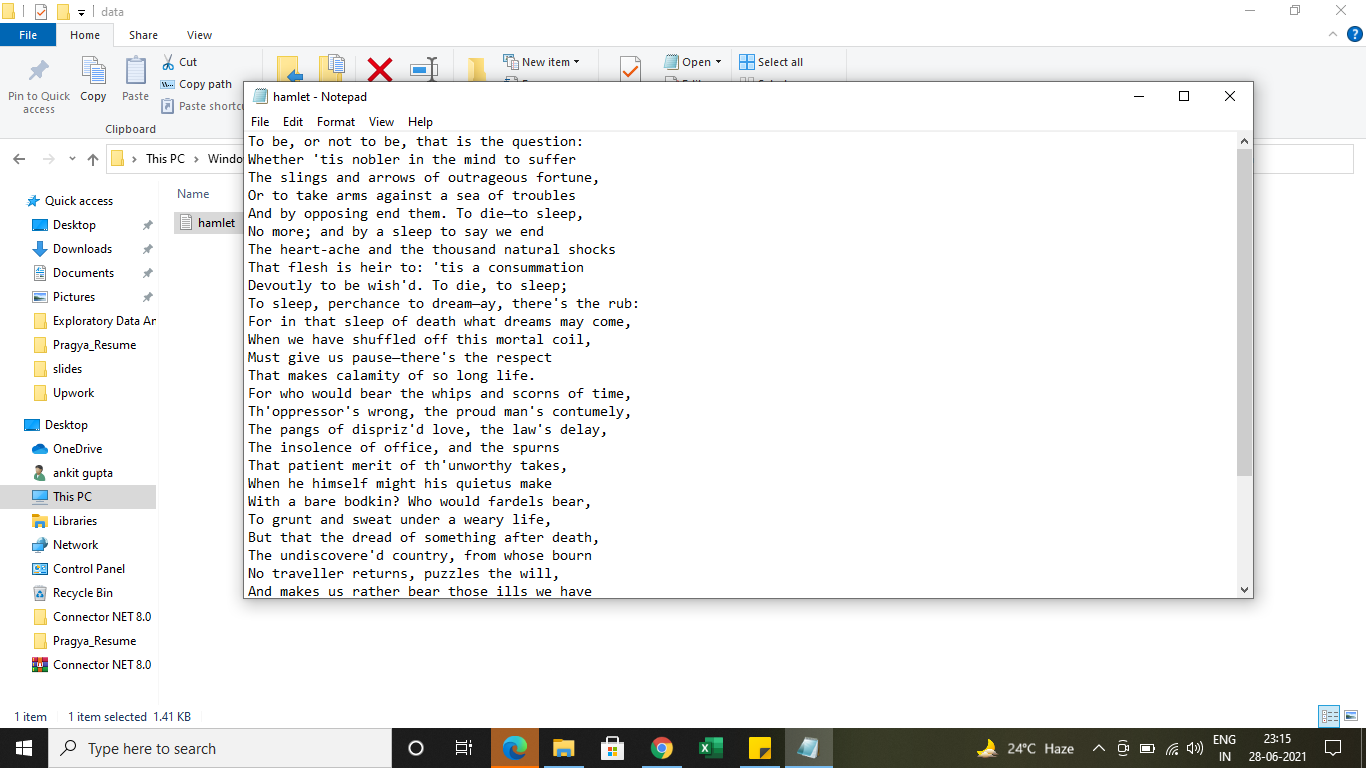 data
File Home Share View
Pin to Quick access
Copy
Paste
Cut
Copy path
Paste shortcu
Clipboard
New item
Open
Select all
This PC
Windo
Name
hamlet
Quick access
Desktop
Downloads
Documents
Pictures
Exploratory Data An
Pragya_Resume
slides
Upwork
Desktop
OneDrive
ankit gupta
This PC
Libraries
Network
Control Panel
Recycle Bin
Connector NET 8.0
Pragya_Resume
Connector NET 8.0
hamlet - Notepad
File Edit Format View Help
To be, or not to be, that is the question:
Whether 'tis nobler in the mind to suffer
The slings and arrows of outrageous fortune,
Or to take arms against a sea of troubles
And by opposing end them. To die—to sleep,
No more; and by a sleep to say we end
The heart-ache and the thousand natural shocks
That flesh is heir to: 'tis a consummation
Devoutly to be wish'd. To die, to sleep;
To sleep, perchance to dream—ay, there's the rub:
For in that sleep of death what dreams may come,
When we have shuffled off this mortal coil,
Must give us pause—there's the respect
That makes calamity of so long life.
For who would bear the whips and scorns of time,
Th'oppressor's wrong, the proud man's contumely,
The pangs of dispriz'd love, the law's delay,
The insolence of office, and the spurns
That patient merit of th'unworthy takes,
When he himself might his quietus make
With a bare bodkin? Who would fardels bear,
To grunt and sweat under a weary life,
But that the dread of something after death,
The undiscovere'd country, from whose bourn
No traveller returns, puzzles the will,
And makes us rather bear those ills we have
1 item 1 item selected 1.41 KB
Type here to search
24°C Haze
ENG
IN
23:15
28-06-2021